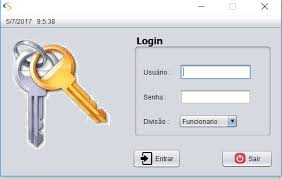 5/7/2017 9:5:38
Login
Usuário:
Senha :
Divisão : Funcionario
Entrar Sair